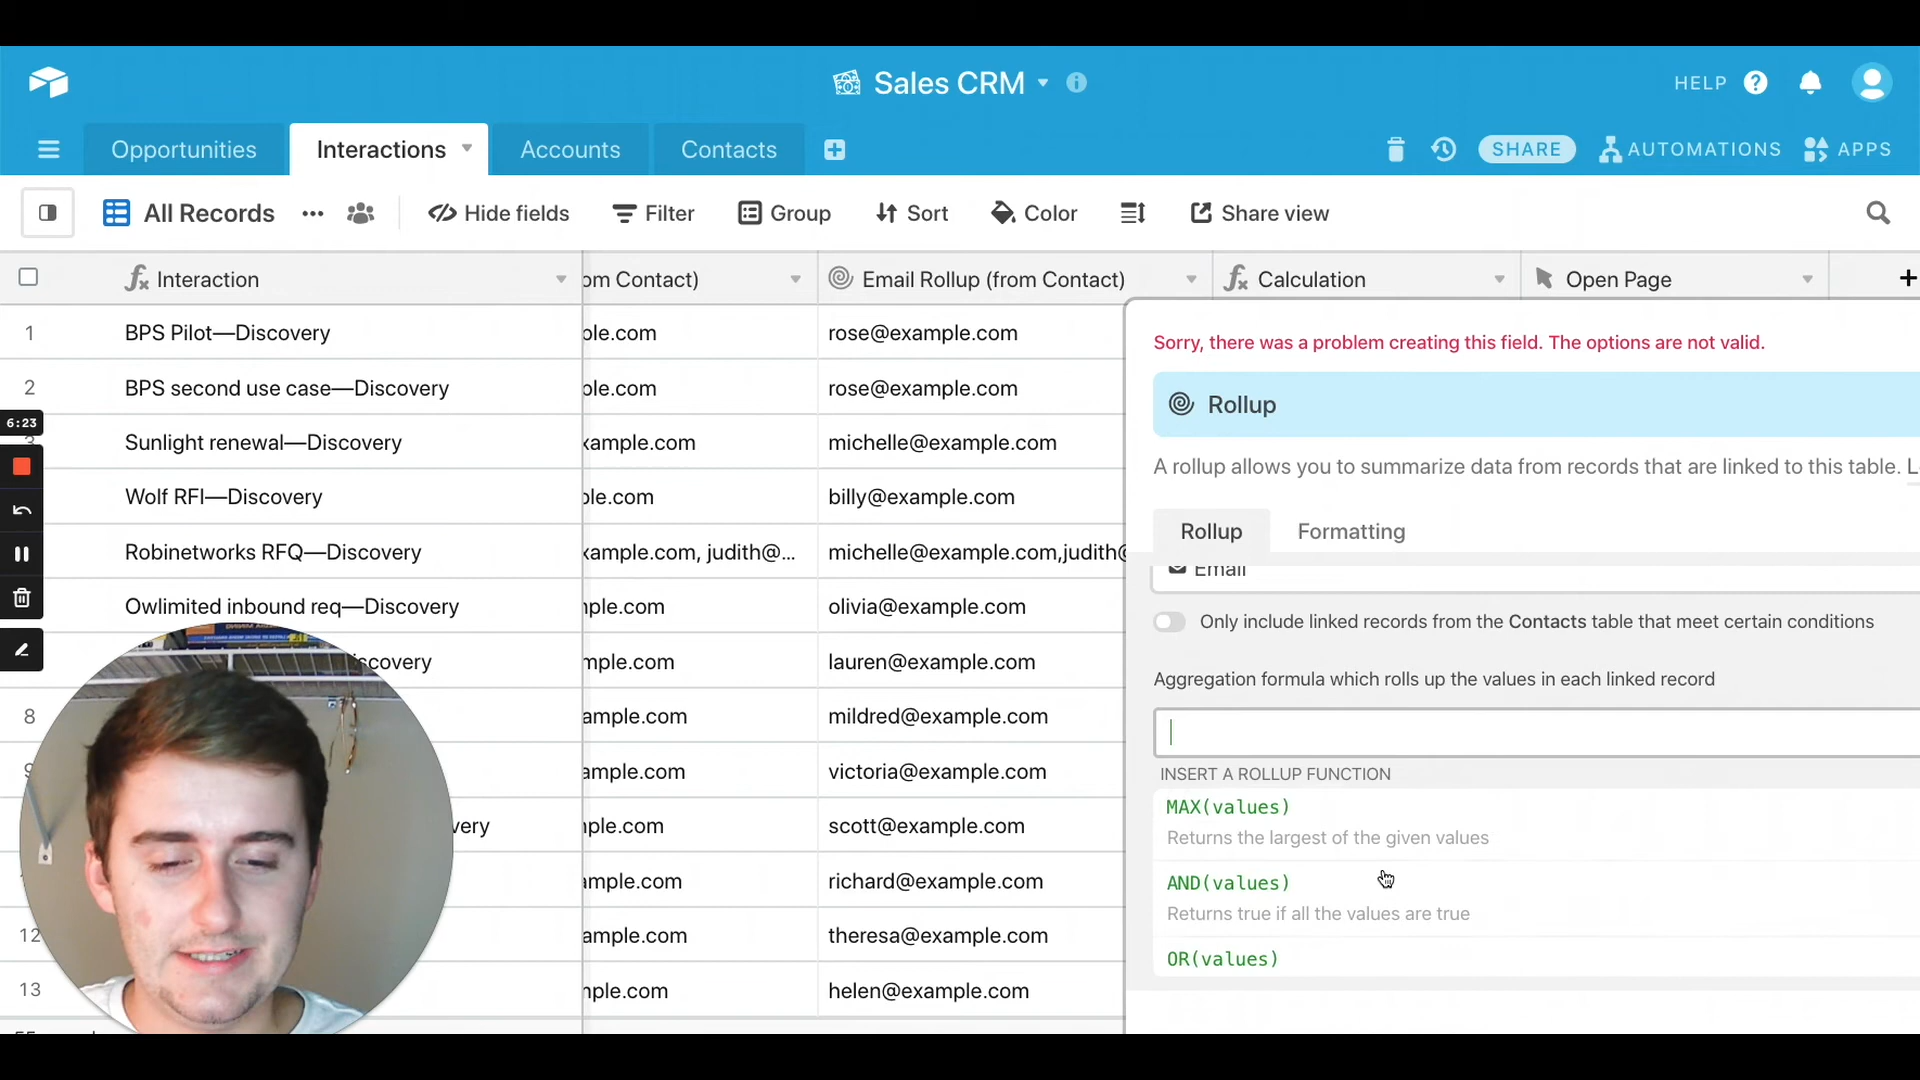 Sales CRM
HELP
Opportunities
Interactions
Accounts
Contacts
SHARE
AUTOMATIONS
APPS
All Records
Hide fields
Filter
Group
Sort
Color
Share view
Interaction
om Contact)
Email Rollup (from Contact)
Calculation
Open Page
1 BPS Pilot—Discovery ple.com rose@example.com
2 BPS second use case—Discovery ple.com rose@example.com
3 Sunlight renewal—Discovery xample.com michelle@example.com
Wolf RFI—Discovery ple.com billy@example.com
Robinetworks RFQ—Discovery xample.com, judith@... michelle@example.com,judith@
Owlimited inbound req—Discovery nple.com olivia@example.com
iscovery mple.com lauren@example.com
8 ample.com mildred@example.com
9 ample.com victoria@example.com
very nple.com scott@example.com
ample.com richard@example.com
12 ample.com theresa@example.com
13 nple.com helen@example.com
6:23
Sorry, there was a problem creating this field. The options are not valid.
Rollup
A rollup allows you to summarize data from records that are linked to this table. L
Rollup
Formatting
Email
Only include linked records from the Contacts table that meet certain conditions
Aggregation formula which rolls up the values in each linked record
INSERT A ROLLUP FUNCTION
MAX(values)
Returns the largest of the given values
AND(values)
Returns true if all the values are true
OR(values)